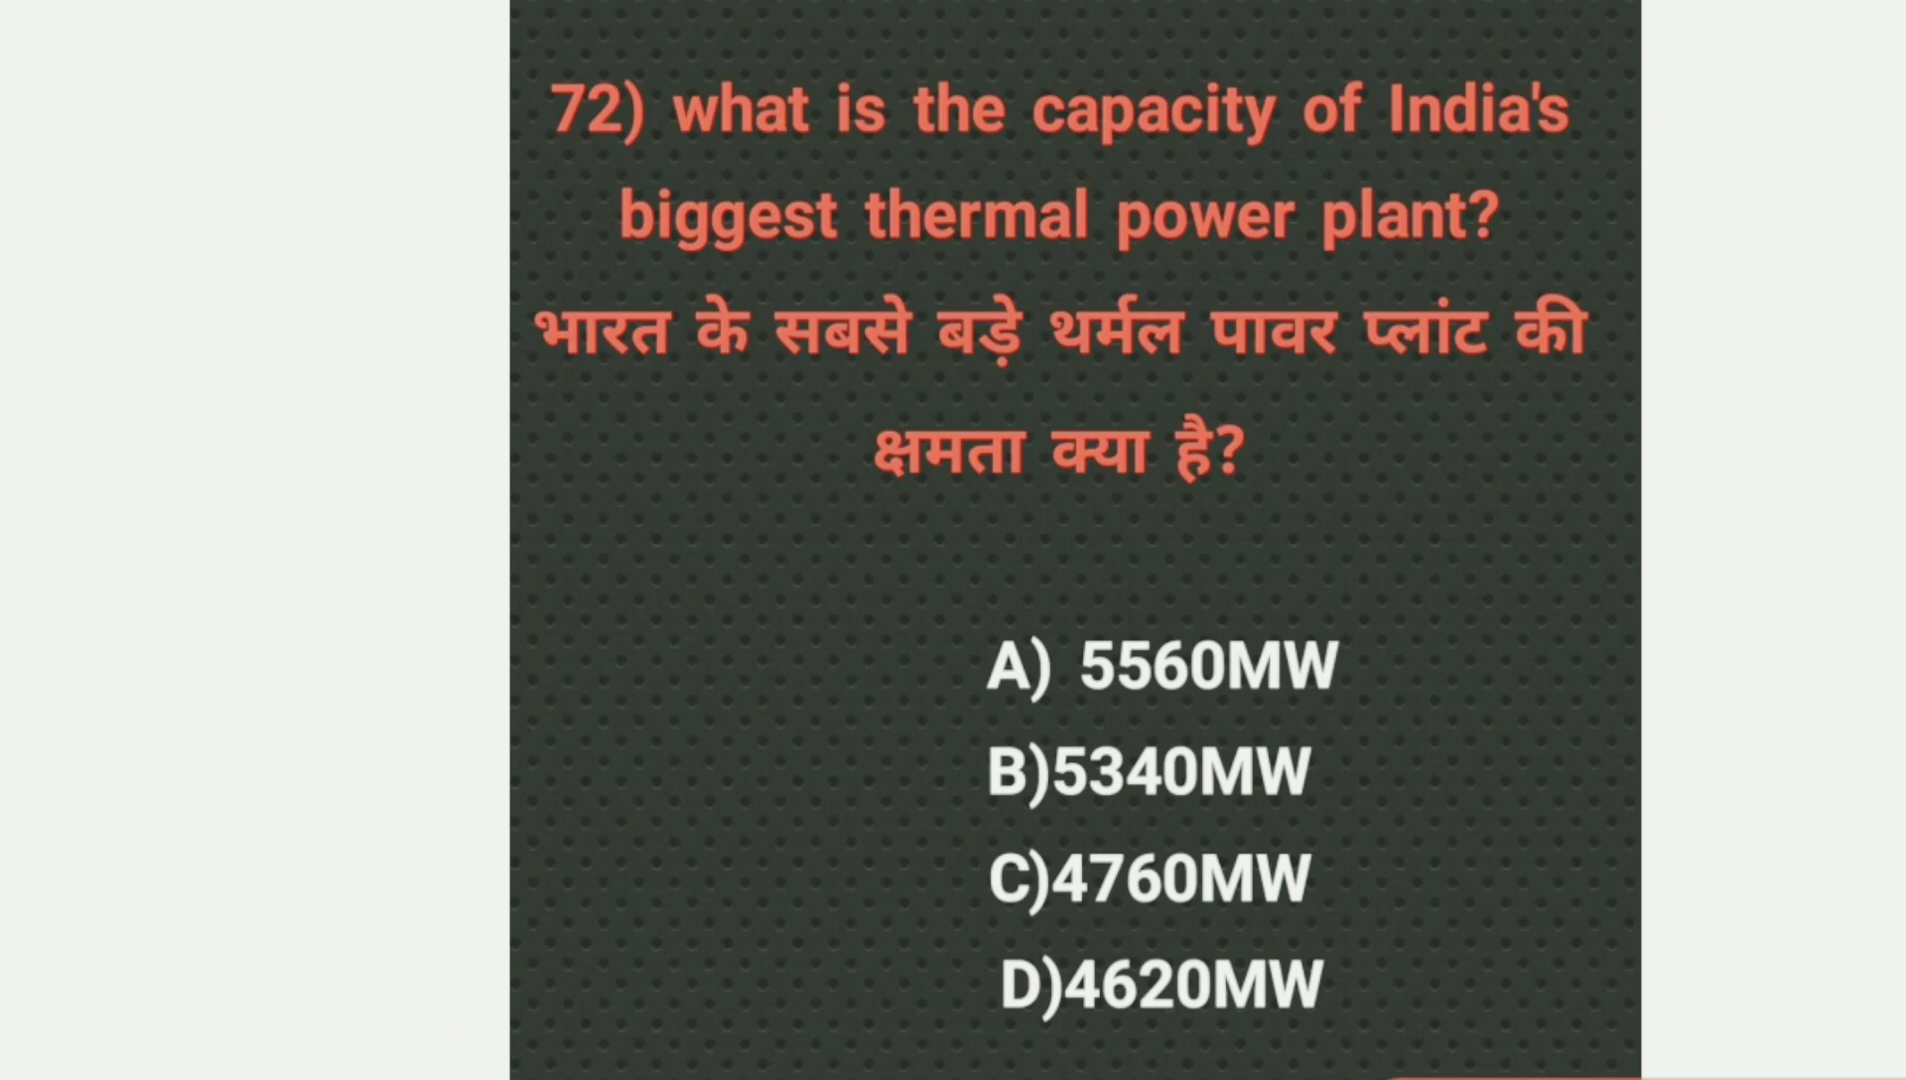 72) what is the capacity of India's
biggest thermal power plant?
भारत के सबसे बड़े थर्मल पावर प्लांट की
क्षमता क्या है?
A) 5560MW
B)5340MW
C)4760MW
D)4620MW